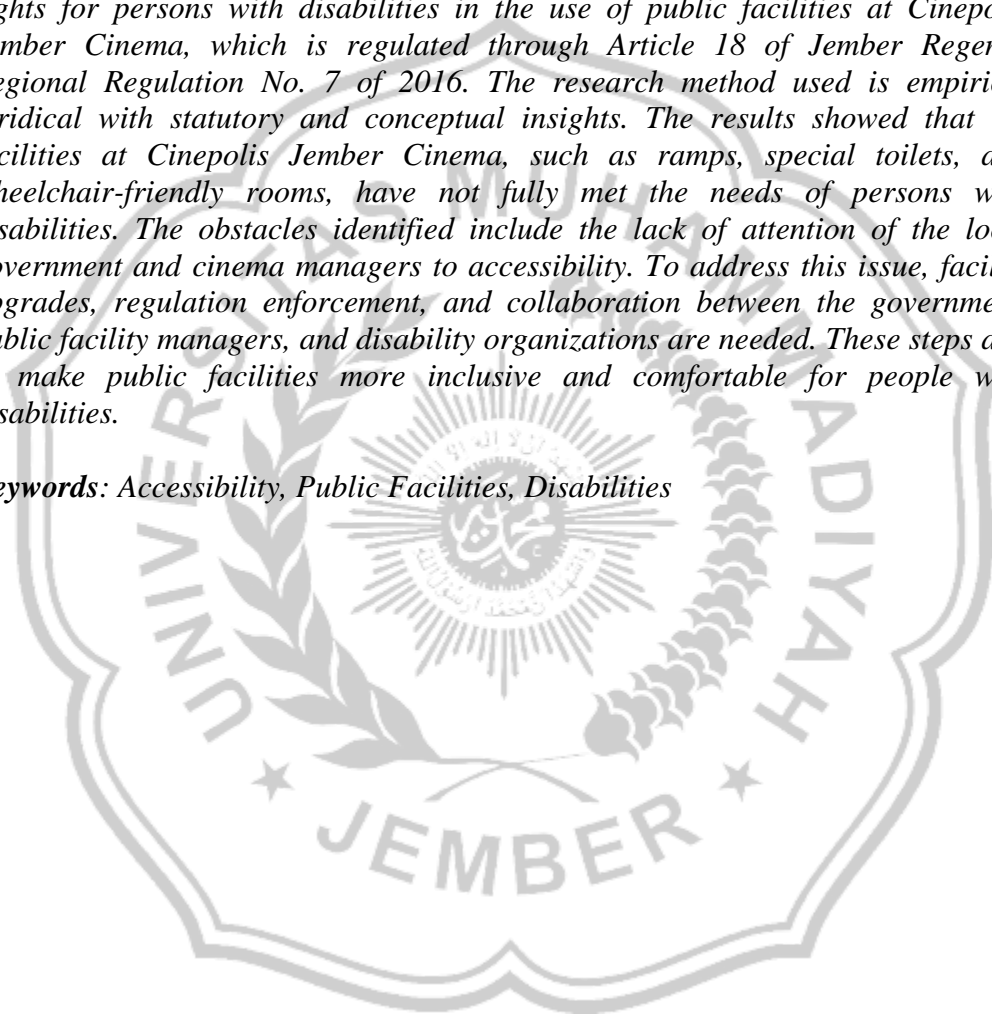 ghts for persons with disabilities in the use of public facilities at Cinepo
mber Cinema, which is regulated through Article 18 of Jember Regen
egional Regulation No. 7 of 2016. The research method used is empiri
ridical with statutory and conceptual insights. The results showed that
cilities at Cinepolis Jember Cinema, such as ramps, special toilets, a
heelchair-friendly rooms, have not fully met the needs of persons w
sabilities. The obstacles identified include the lack of attention of the lo
vernment and cinema managers to accessibility. To address this issue, facil
grades, regulation enforcement, and collaboration between the governme
blic facility managers, and disability organizations are needed. These steps a
make public facilities more inclusive and comfortable for people w
sabilities.
eywords: Accessibility, Public Facilities, Disabilities
UNIVERSITAS MUHAMMADIYAH
JEMBER